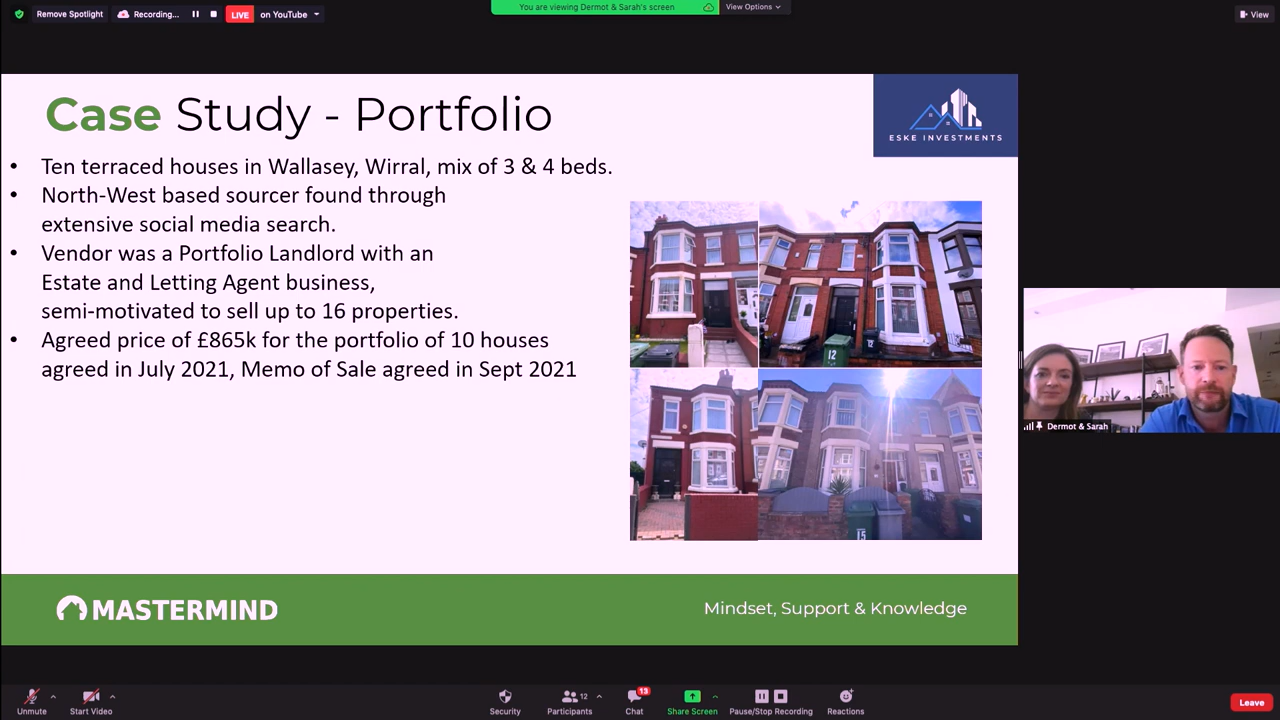 Remove Spotlight
Recording...
LIVE
on YouTube
You are viewing Dermot & Sarah's screen
View Options
View
Case Study - Portfolio
ESKE INVESTMENTS
• Ten terraced houses in Wallasey, Wirral, mix of 3 & 4 beds.
• North-West based sourcer found through
extensive social media search.
• Vendor was a Portfolio Landlord with an
Estate and Letting Agent business,
semi-motivated to sell up to 16 properties.
• Agreed price of £865k for the portfolio of 10 houses
agreed in July 2021, Memo of Sale agreed in Sept 2021
12
12
15
Dermot & Sarah
MASTERMIND
Mindset, Support & Knowledge
Unmute
Start Video
Security
12
Participants
13
Chat
Share Screen
Pause/Stop Recording
Reactions
Leave